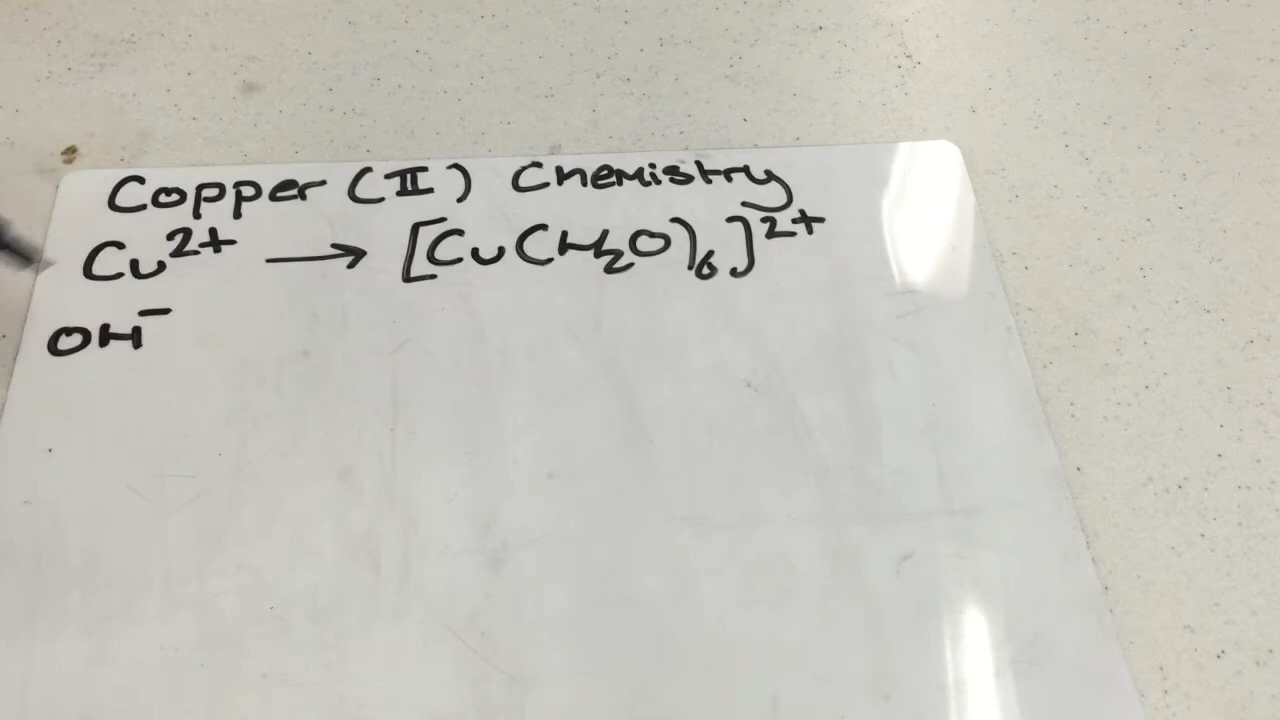 Copper (II) Chemistry
Cu²⁺ → [Cu(H₂O)₆]²⁺
OH⁻